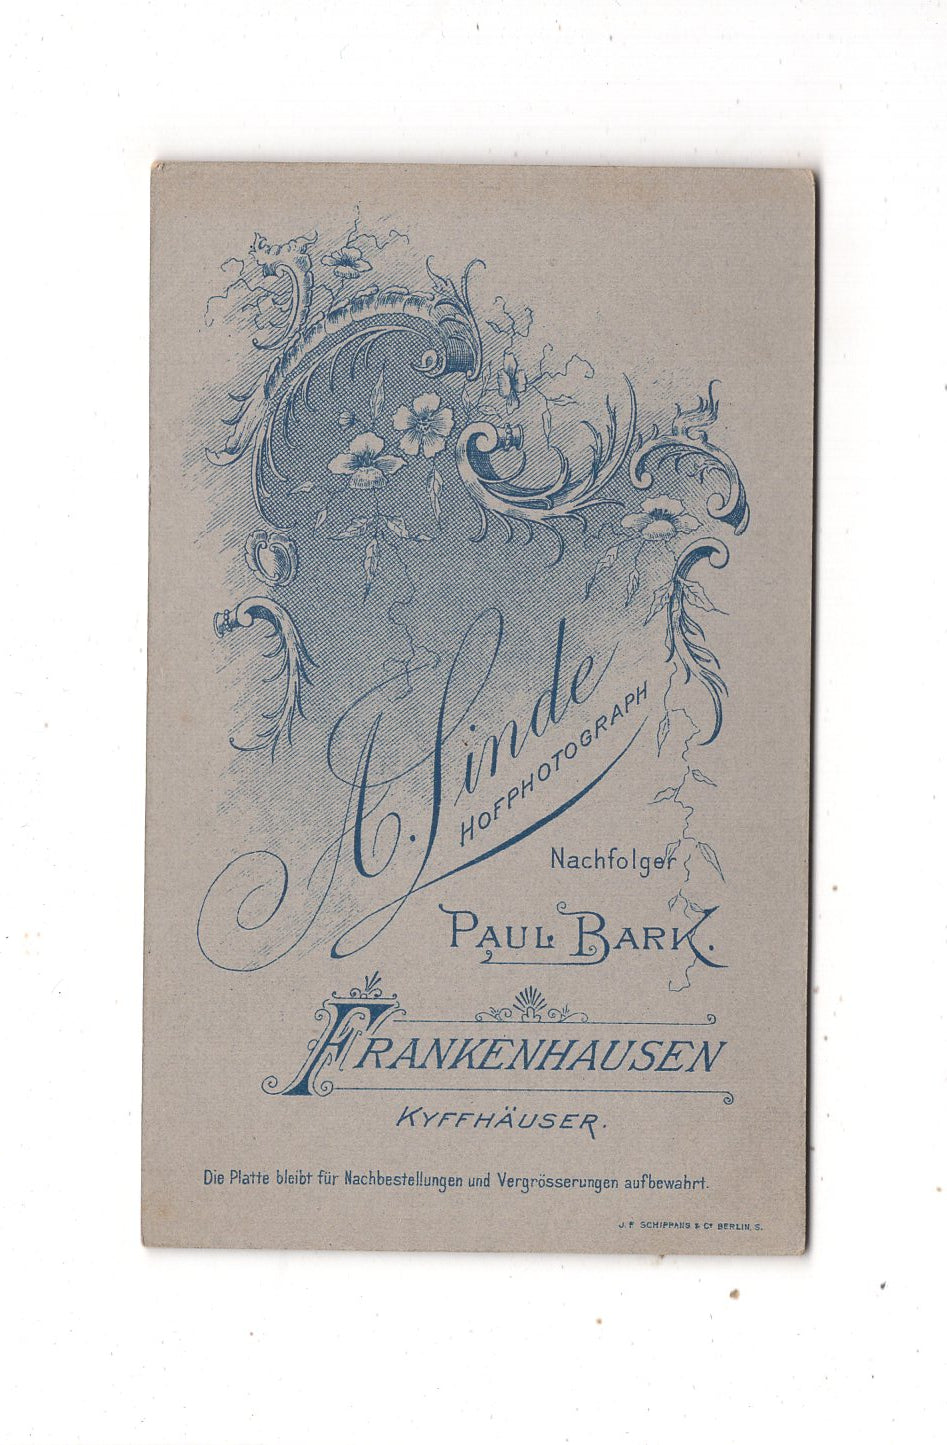 A. Linde
HOFPHOTOGRAPH
Nachfolger
PAUL BARK.
FRANKENHAUSEN
KYFFHÄUSER.
Die Platte bleibt für Nachbestellungen und Vergrösserungen aufbewahrt.
J. F. SCHIPPANG & Co BERLIN, S.